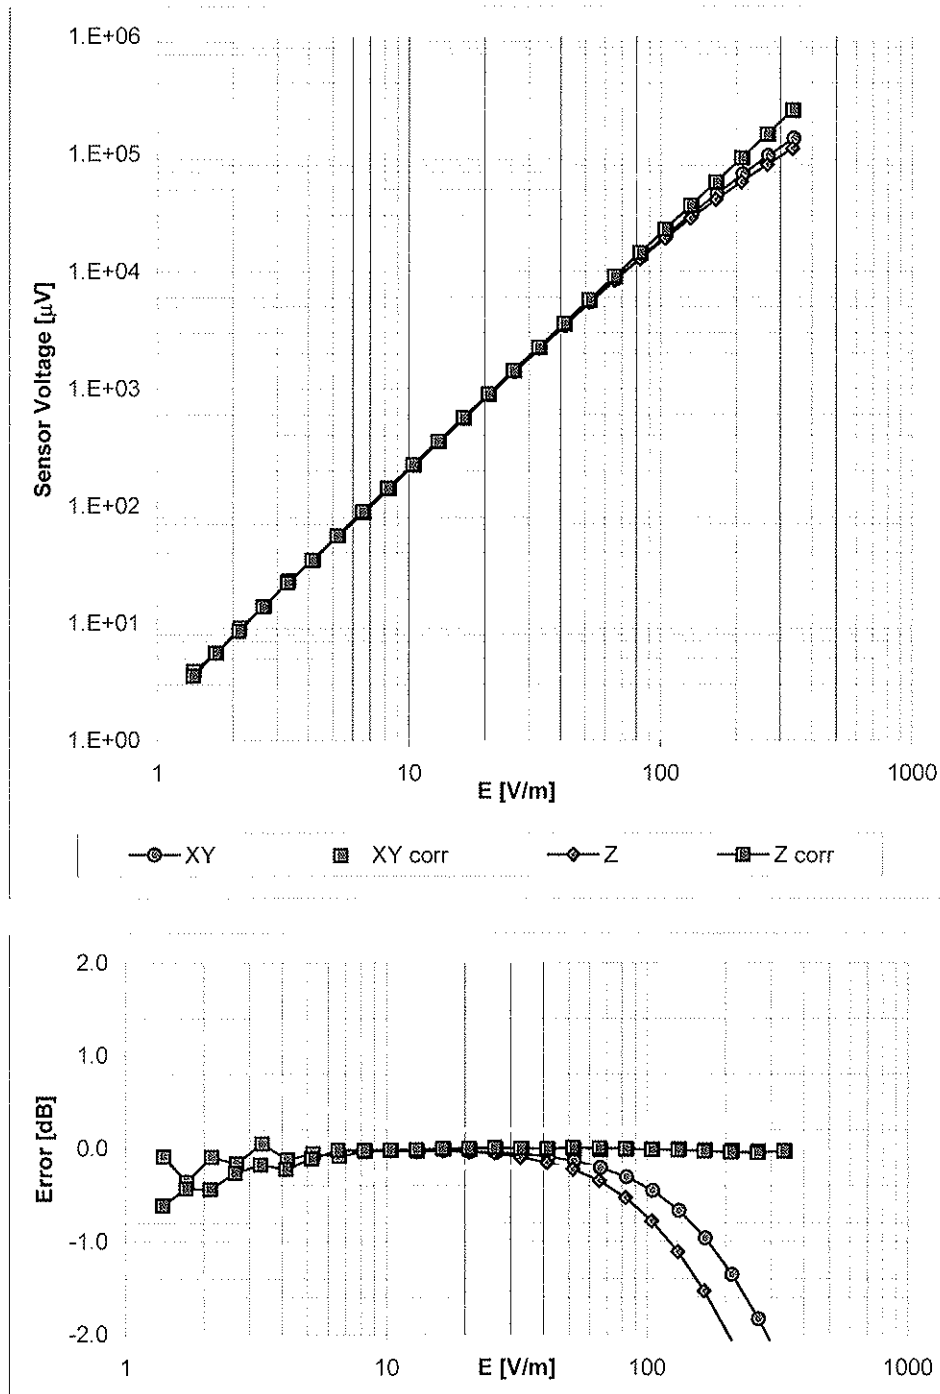 1.E+06
1.E+05
1.E+04
1.E+03
1.E+02
1.E+01
1.E+00
Sensor Voltage [μV]
1 10 100 1000
E [V/m]
XY XY corr Z Z corr
2.0
1.0
0.0
-1.0
-2.0
Error [dB]
1 10 100 1000
E [V/m]